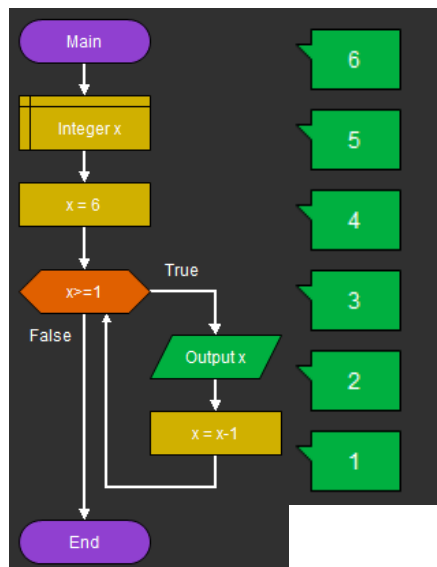 Main
Integer x
x = 6
x>=1
True
False
Output x
x = x-1
End
6
5
4
3
2
1